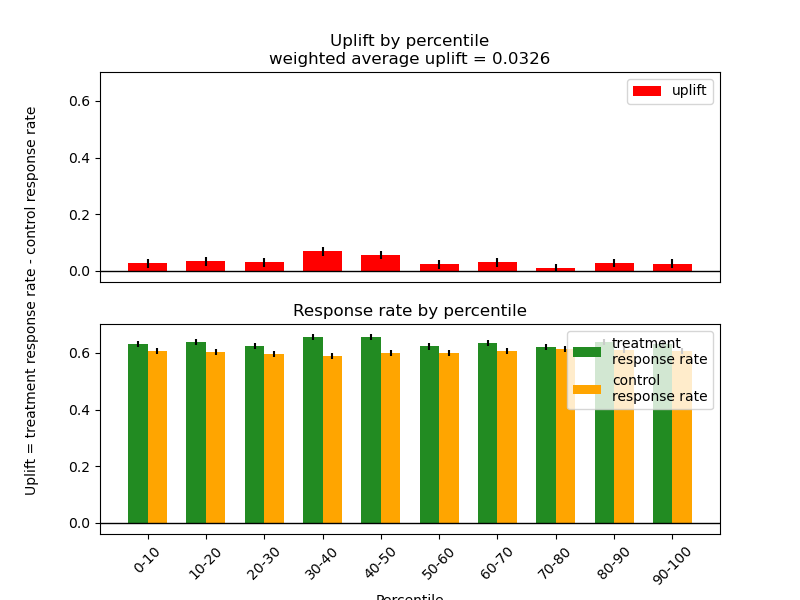 Uplift by percentile
weighted average uplift = 0.0326
uplift
0.6
0.4
0.2
0.0
Uplift = treatment response rate - control response rate
Response rate by percentile
treatment
response rate
control
response rate
0.6
0.4
0.2
0.0
0-10
10-20
20-30
30-40
40-50
50-60
60-70
70-80
80-90
90-100
Percentile